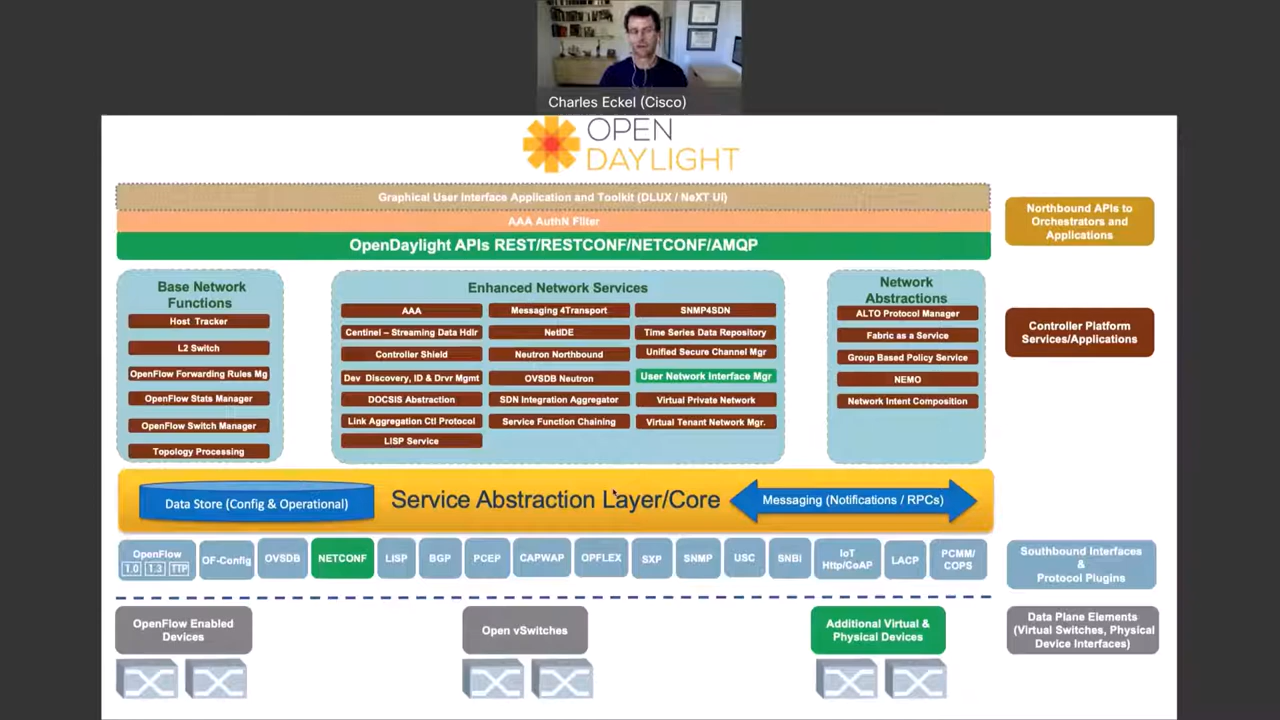 Charles Eckel (Cisco)
OPEN
DAYLIGHT
Graphical User Interface Application and Toolkit (DLUX / NeXT UI)
AAA AuthN Filter
OpenDaylight APIs REST/RESTCONF/NETCONF/AMQP
Northbound APIs to
Orchestrators and
Applications
Base Network
Functions
Host Tracker
L2 Switch
OpenFlow Forwarding Rules Mg
OpenFlow Stats Manager
OpenFlow Switch Manager
Topology Processing
Enhanced Network Services
AAA
Centinel – Streaming Data Hdlr
Controller Shield
Dev Discovery, ID & Drvr Mgmt
DOCSIS Abstraction
Link Aggregation Ctl Protocol
LISP Service
Messaging 4Transport
NetIDE
Neutron Northbound
OVSDB Neutron
SDN Integration Aggregator
Service Function Chaining
SNMP4SDN
Time Series Data Repository
Unified Secure Channel Mgr
User Network Interface Mgr
Virtual Private Network
Virtual Tenant Network Mgr.
Network
Abstractions
ALTO Protocol Manager
Fabric as a Service
Group Based Policy Service
NEMO
Network Intent Composition
Controller Platform
Services/Applications
Data Store (Config & Operational)
Service Abstraction Layer/Core
Messaging (Notifications / RPCs)
OpenFlow
1.0 1.3 TTP
OF-Config
OVSDB
NETCONF
LISP
BGP
PCEP
CAPWAP
OPFLEX
SXP
SNMP
USC
SNBI
IoT
Http/CoAP
LACP
PCMM/
COPS
Southbound Interfaces
&
Protocol Plugins
OpenFlow Enabled
Devices
Open vSwitches
Additional Virtual &
Physical Devices
Data Plane Elements
(Virtual Switches, Physical
Device Interfaces)